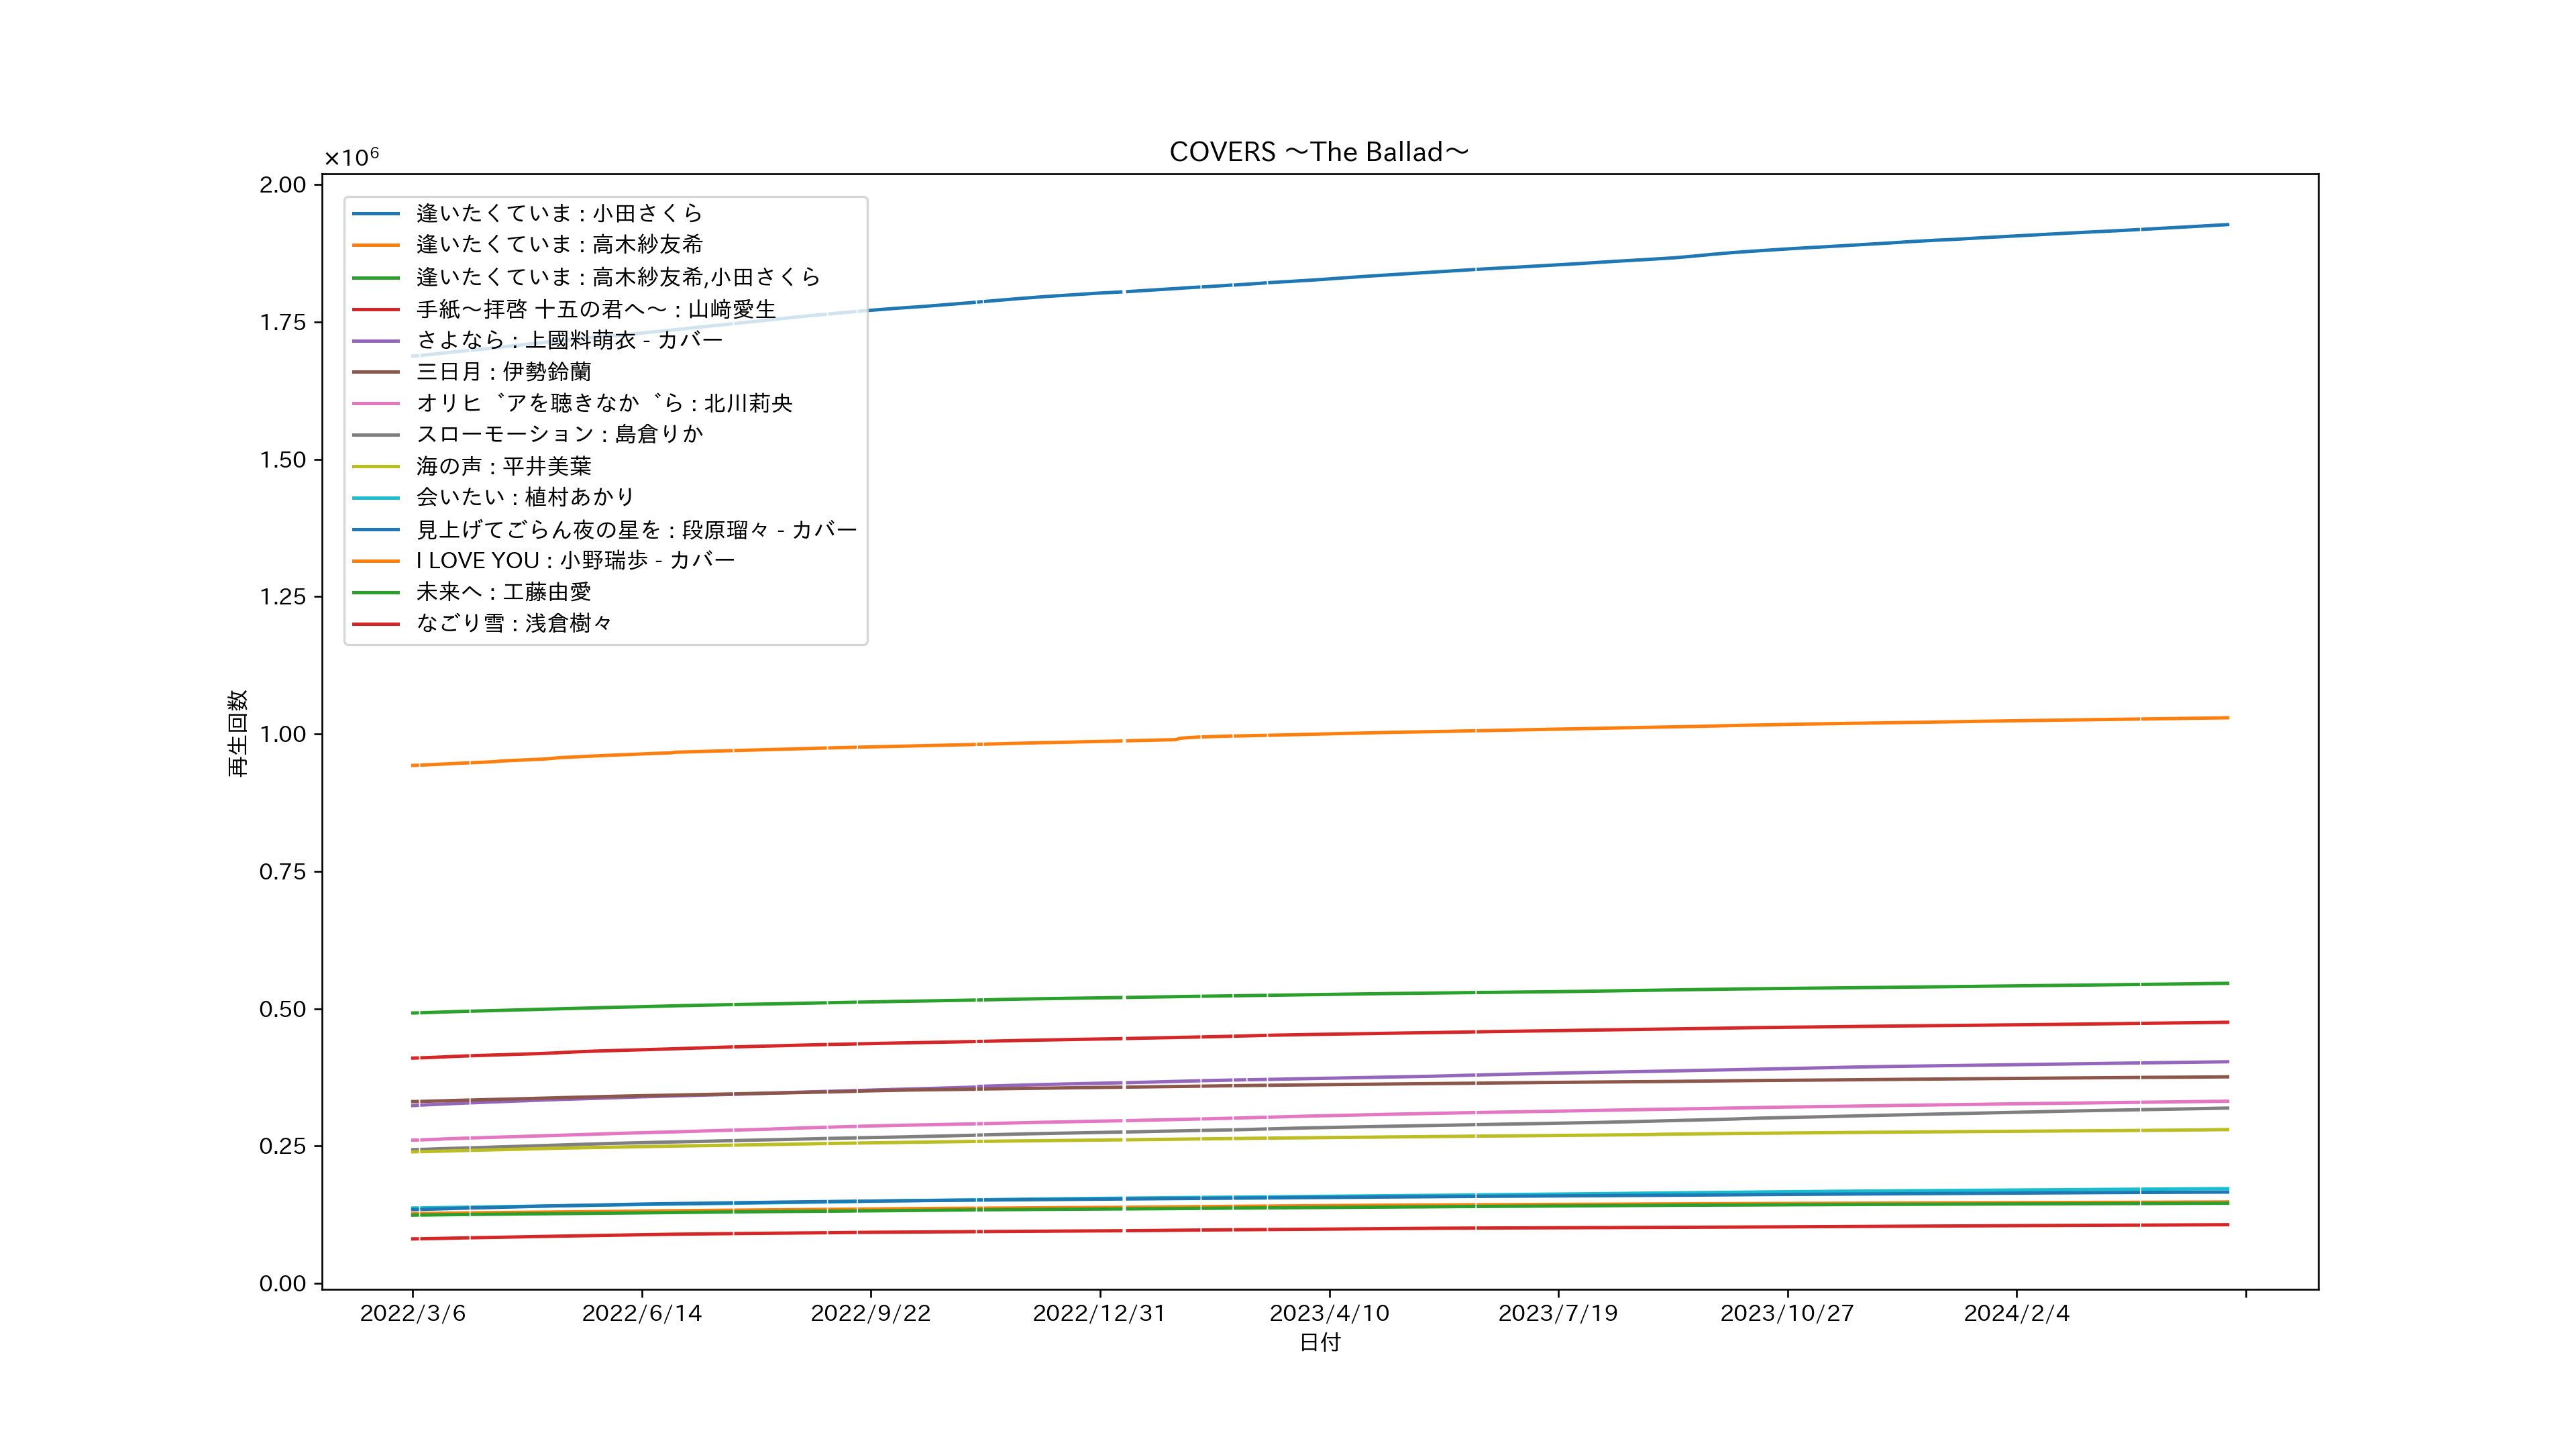 COVERS ～The Ballad～
×10⁶
2.00
1.75
1.50
1.25
1.00
0.75
0.50
0.25
0.00
再生回数
逢いたくていま : 小田さくら
逢いたくていま : 高木紗友希
逢いたくていま : 高木紗友希,小田さくら
手紙～拝啓 十五の君へ～ : 山﨑愛生
さよなら : 上國料萌衣 - カバー
三日月 : 伊勢鈴蘭
オリヒ゛アを聴きなか゛ら : 北川莉央
スローモーション : 島倉りか
海の声 : 平井美葉
会いたい : 植村あかり
見上げてごらん夜の星を : 段原瑠々 - カバー
I LOVE YOU : 小野瑞歩 - カバー
未来へ : 工藤由愛
なごり雪 : 浅倉樹々
2022/3/6 2022/6/14 2022/9/22 2022/12/31 2023/4/10 2023/7/19 2023/10/27 2024/2/4
日付